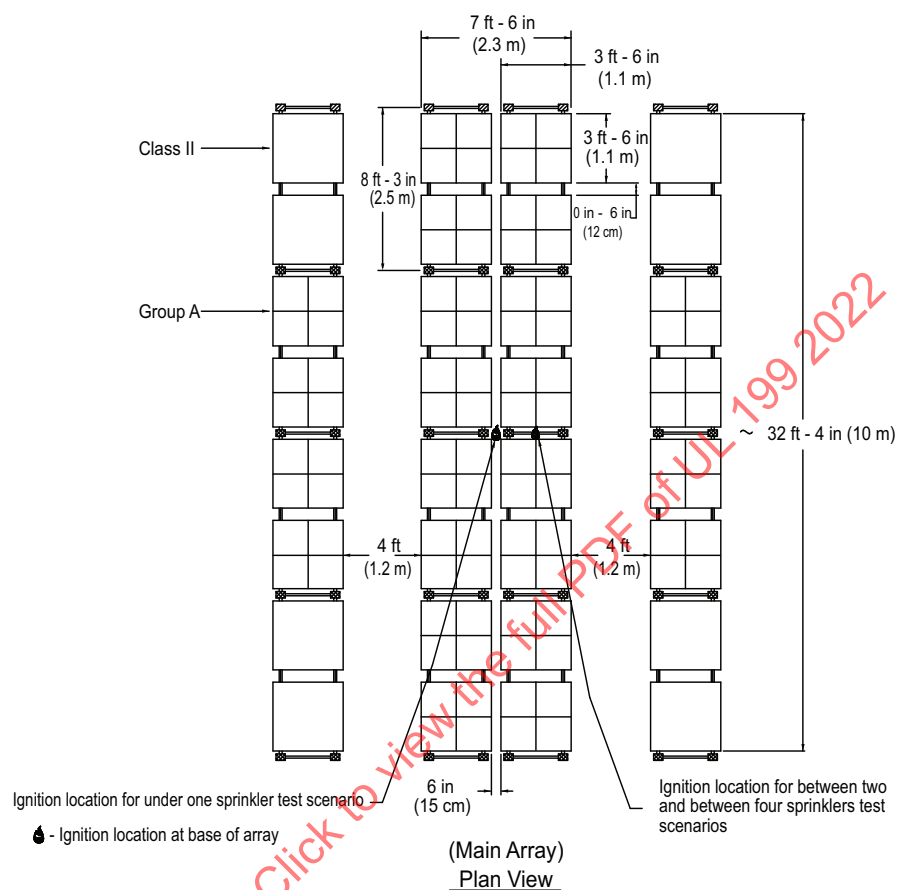 7 ft - 6 in
(2.3 m)
3 ft - 6 in
(1.1 m)
Class II
8 ft - 3 in
(2.5 m)
3 ft - 6 in
(1.1 m)
0 in - 6 in
(12 cm)
Group A
~ 32 ft - 4 in (10 m)
4 ft
(1.2 m)
4 ft
(1.2 m)
Ignition location for under one sprinkler test scenario
- Ignition location at base of array
6 in
(15 cm)
Ignition location for between two
and between four sprinklers test
scenarios
(Main Array)
Plan View
Click to view the full PDF of UL 199 2022